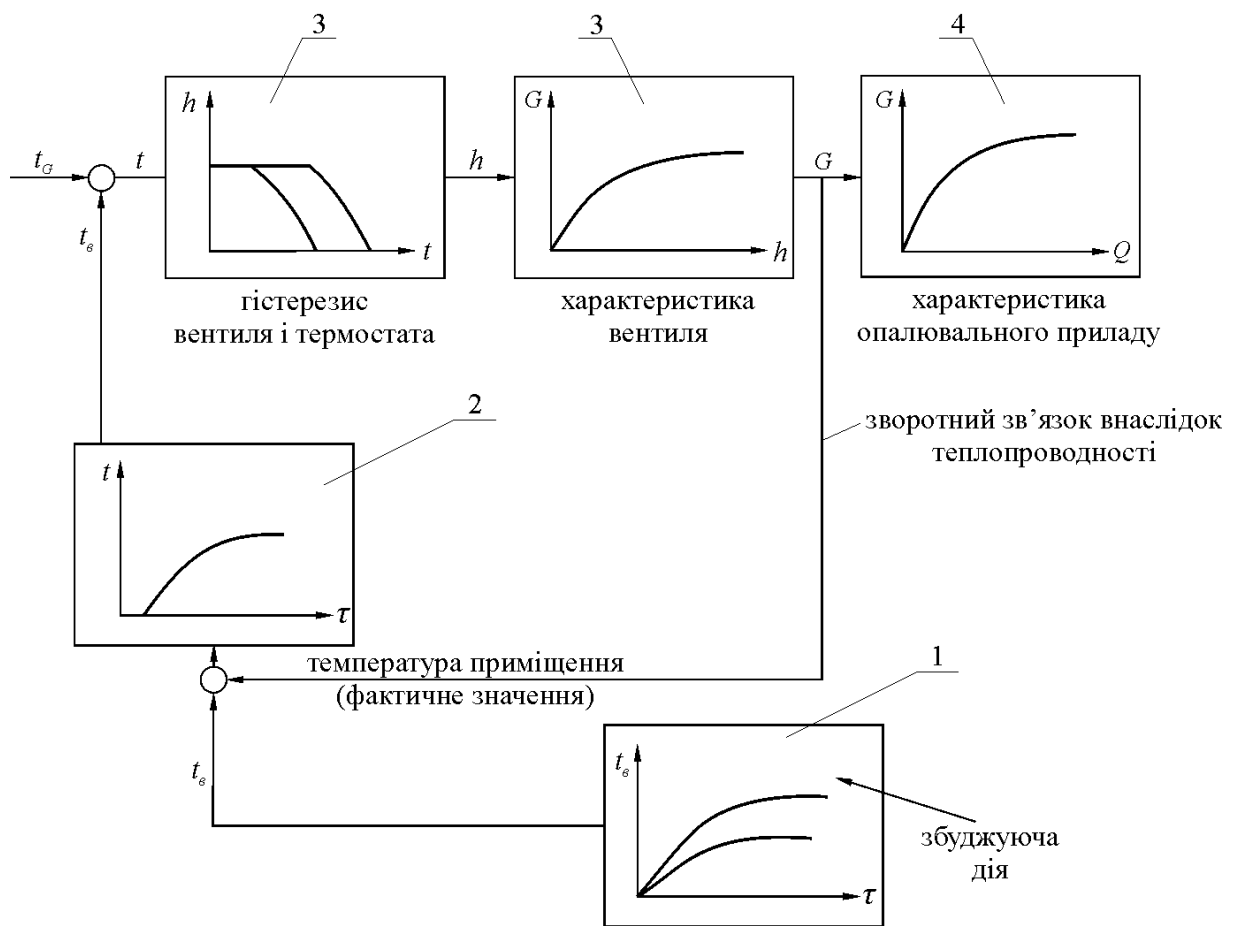 3
3
4
h
G
G
t_G
t
h
G
t_в
t
h
Q
гістерезис
вентиля і термостата
характеристика
вентиля
характеристика
опалювального приладу
2
зворотний зв’язок внаслідок
теплопроводності
t
τ
температура приміщення
(фактичне значення)
1
t_в
t_в
збуджуюча
дія
τ